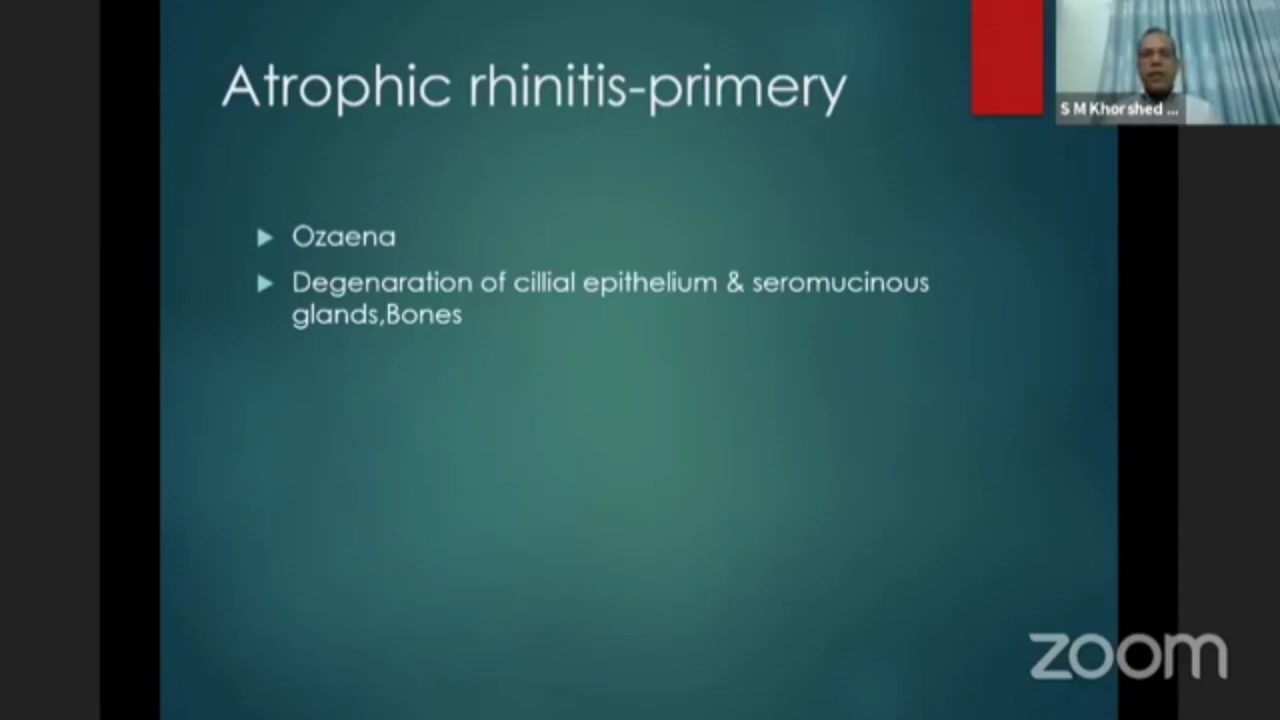 Atrophic rhinitis-primery
S M Khorshed ...
Ozaena
Degenaration of cillial epithelium & seromucinous
glands,Bones
zoom